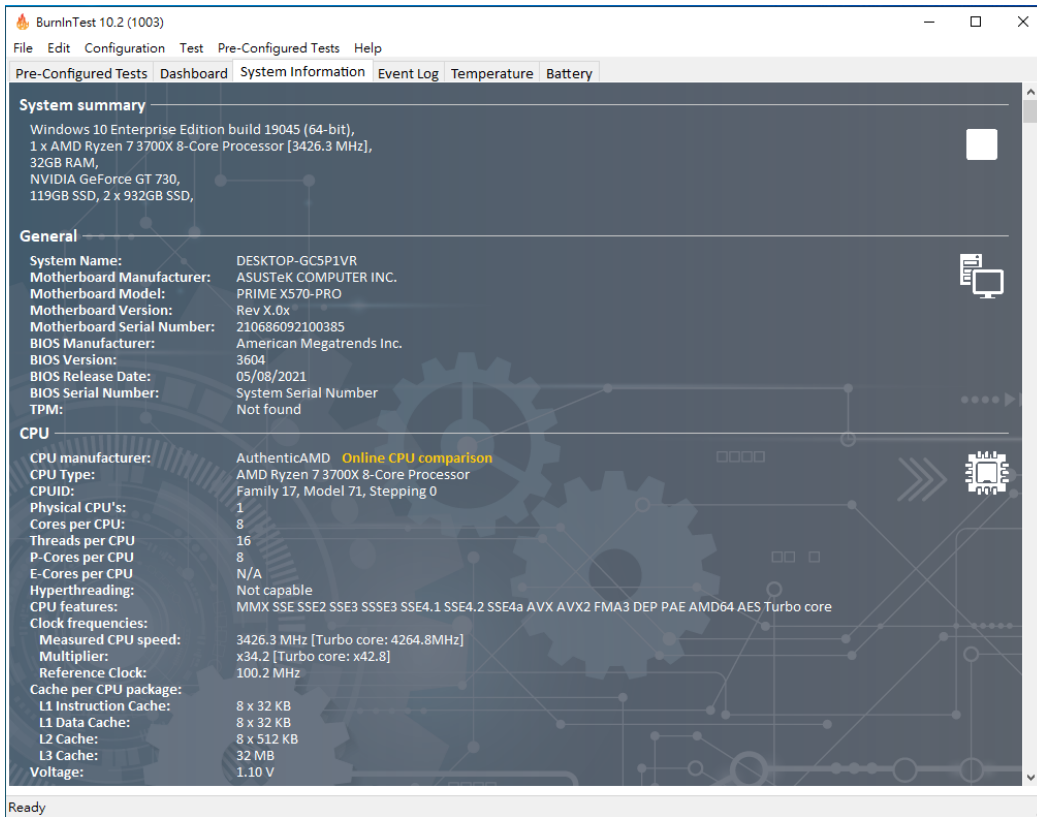 BurnInTest 10.2 (1003)
File Edit Configuration Test Pre-Configured Tests Help
Pre-Configured Tests Dashboard System Information Event Log Temperature Battery
System summary
Windows 10 Enterprise Edition build 19045 (64-bit),
1 x AMD Ryzen 7 3700X 8-Core Processor [3426.3 MHz],
32GB RAM,
NVIDIA GeForce GT 730,
119GB SSD, 2 x 932GB SSD,
General
System Name: DESKTOP-GC5P1VR
Motherboard Manufacturer: ASUSTeK COMPUTER INC.
Motherboard Model: PRIME X570-PRO
Motherboard Version: Rev X.0x
Motherboard Serial Number: 210686092100385
BIOS Manufacturer: American Megatrends Inc.
BIOS Version: 3604
BIOS Release Date: 05/08/2021
BIOS Serial Number: System Serial Number
TPM: Not found
CPU
CPU manufacturer: AuthenticAMD Online CPU comparison
CPU Type: AMD Ryzen 7 3700X 8-Core Processor
CPUID: Family 17, Model 71, Stepping 0
Physical CPU's: 1
Cores per CPU: 8
Threads per CPU 16
P-Cores per CPU 8
E-Cores per CPU N/A
Hyperthreading: Not capable
CPU features: MMX SSE SSE2 SSE3 SSSE3 SSE4.1 SSE4.2 SSE4a AVX AVX2 FMA3 DEP PAE AMD64 AES Turbo core
Clock frequencies:
Measured CPU speed: 3426.3 MHz [Turbo core: 4264.8MHz]
Multiplier: x34.2 [Turbo core: x42.8]
Reference Clock: 100.2 MHz
Cache per CPU package:
L1 Instruction Cache: 8 x 32 KB
L1 Data Cache: 8 x 32 KB
L2 Cache: 8 x 512 KB
L3 Cache: 32 MB
Voltage: 1.10 V
Ready